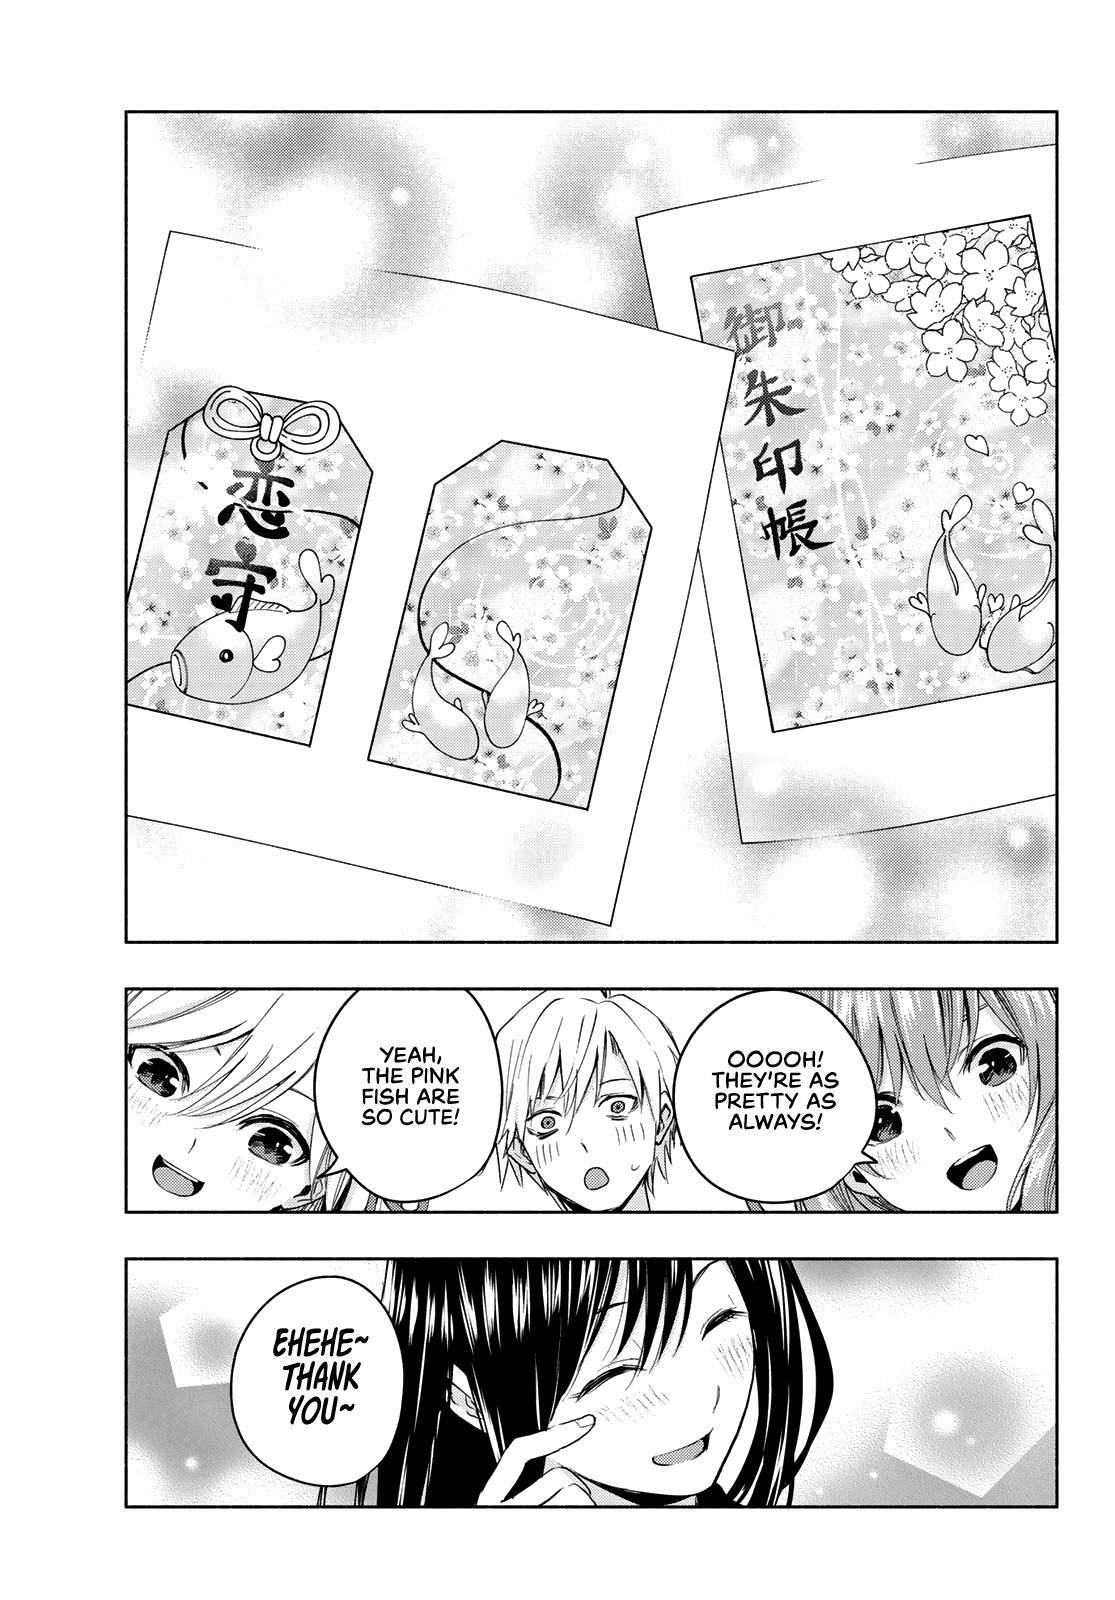 御朱印帳
恋守
OOOOH!
THEY'RE AS
PRETTY AS
ALWAYS!
YEAH,
THE PINK
FISH ARE
SO CUTE!
EHEHE~
THANK
YOU~